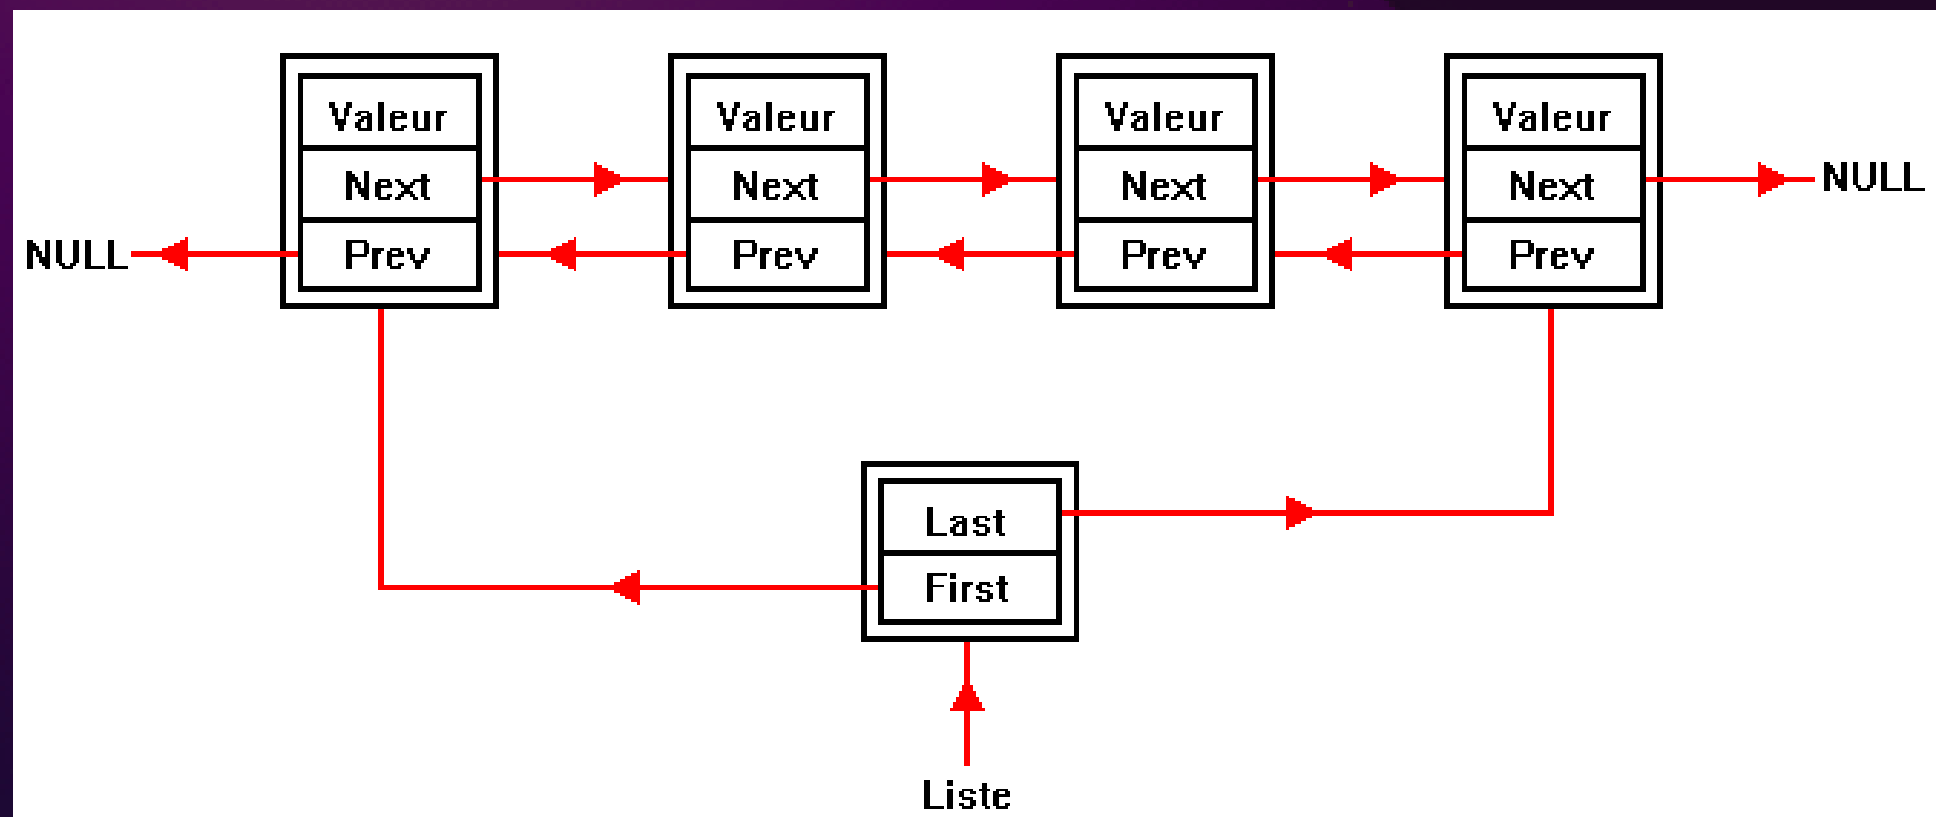 Valeur Valeur Valeur Valeur
Next Next Next Next NULL
NULL Prev Prev Prev Prev
Last
First
Liste